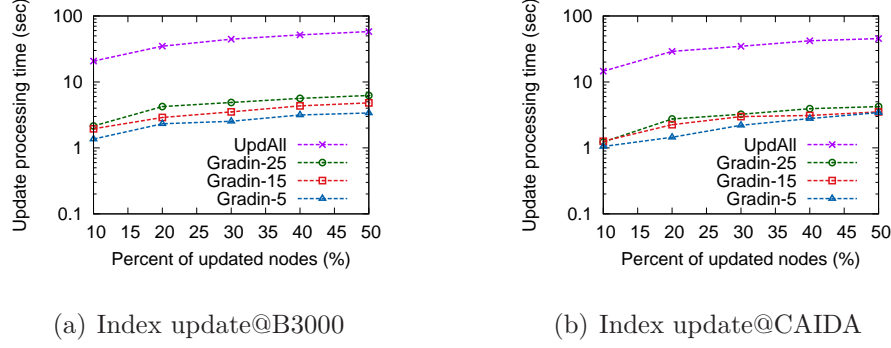 Update processing time (sec)
100
10
1
0.1
UpdAll
Gradin-25
Gradin-15
Gradin-5
10 15 20 25 30 35 40 45 50
Percent of updated nodes (%)
(a) Index update@B3000
Update processing time (sec)
100
10
1
0.1
UpdAll
Gradin-25
Gradin-15
Gradin-5
10 15 20 25 30 35 40 45 50
Percent of updated nodes (%)
(b) Index update@CAIDA